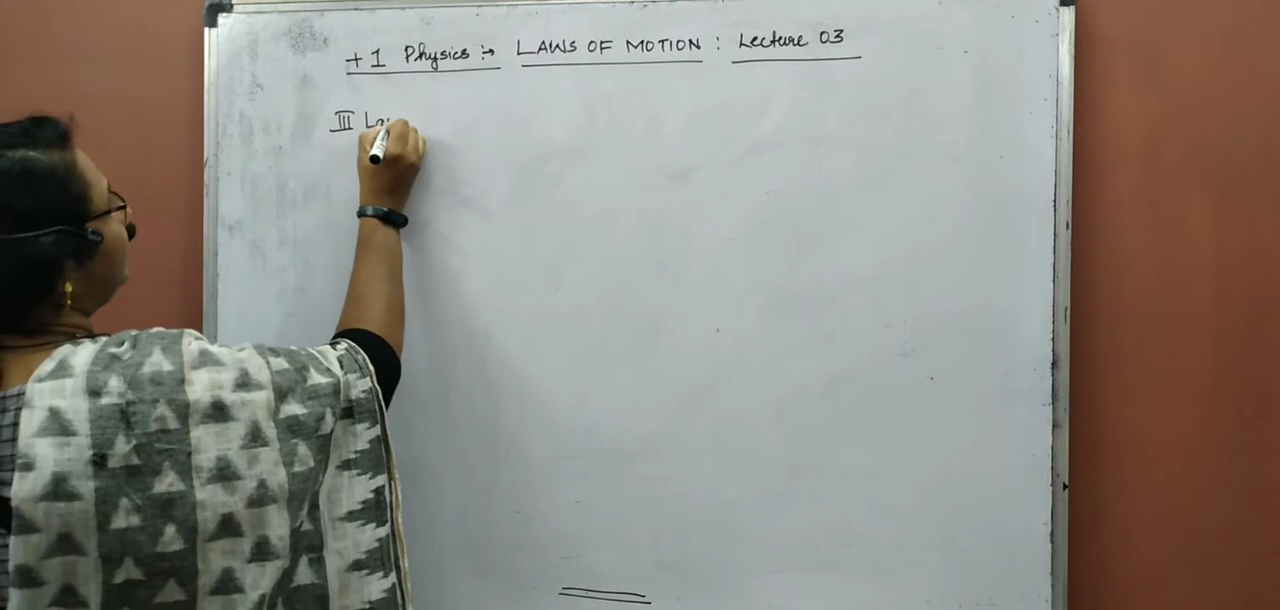 +1 Physics :→ LAWS OF MOTION : Lecture 03
III La